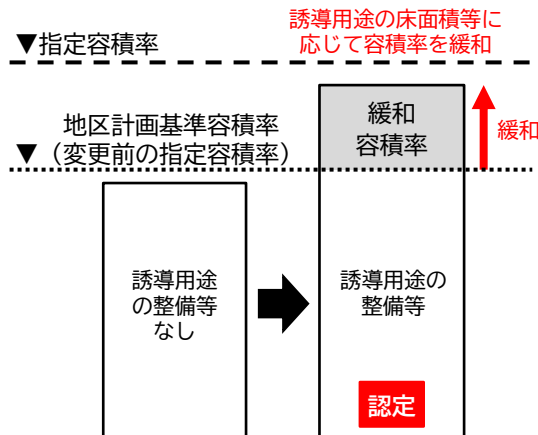 誘導用途の床面積等に
応じて容積率を緩和
▼指定容積率
緩和
容積率
緩和
地区計画基準容積率
▼（変更前の指定容積率）
誘導用途
の整備等
なし
誘導用途の
整備等
認定